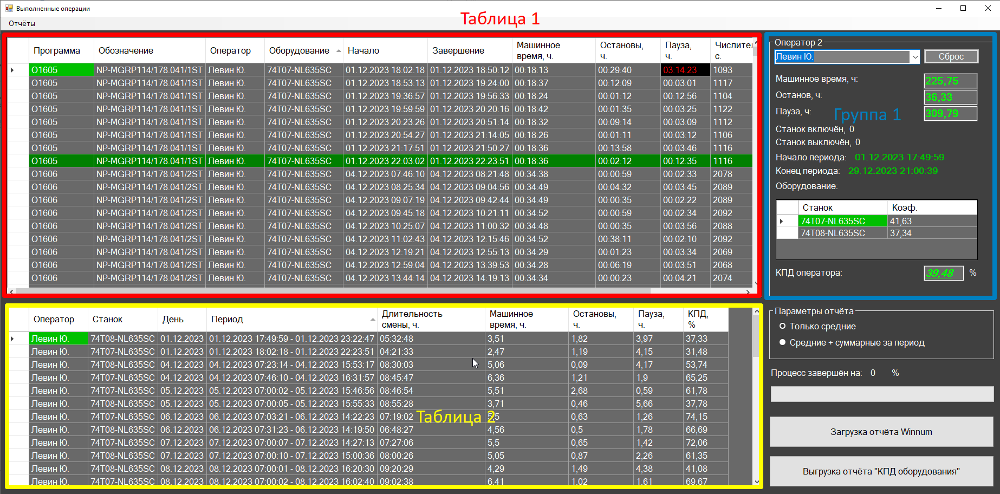 Выполненные операции
Отчёты
Таблица 1
Программа Обозначение Оператор Оборудование Начало Завершение Машинное время, ч. Остановы, ч. Пауза, ч. Числител с.
O1605 NP-MGRP114/178.041/1ST Левин Ю. 74T07-NL635SC 01.12.2023 18:02:18 01.12.2023 18:50:12 00:18:13 00:29:40 03:14:23 1093
O1605 NP-MGRP114/178.041/1ST Левин Ю. 74T07-NL635SC 01.12.2023 18:53:13 01.12.2023 19:24:00 00:18:37 00:12:09 00:03:01 1117
O1605 NP-MGRP114/178.041/1ST Левин Ю. 74T07-NL635SC 01.12.2023 19:36:57 01.12.2023 19:56:33 00:18:24 00:01:12 00:12:56 1104
O1605 NP-MGRP114/178.041/1ST Левин Ю. 74T07-NL635SC 01.12.2023 19:59:59 01.12.2023 20:20:16 00:18:42 00:01:35 00:03:25 1122
O1605 NP-MGRP114/178.041/1ST Левин Ю. 74T07-NL635SC 01.12.2023 20:23:26 01.12.2023 20:51:14 00:18:32 00:09:14 00:03:09 1112
O1605 NP-MGRP114/178.041/1ST Левин Ю. 74T07-NL635SC 01.12.2023 20:54:27 01.12.2023 21:14:05 00:18:26 00:01:11 00:03:12 1106
O1605 NP-MGRP114/178.041/1ST Левин Ю. 74T07-NL635SC 01.12.2023 21:17:51 01.12.2023 21:50:27 00:18:36 00:13:58 00:03:46 1116
O1605 NP-MGRP114/178.041/1ST Левин Ю. 74T07-NL635SC 01.12.2023 22:03:02 01.12.2023 22:23:51 00:18:36 00:02:12 00:12:35 1116
O1606 NP-MGRP114/178.041/2ST Левин Ю. 74T07-NL635SC 04.12.2023 07:46:10 04.12.2023 08:21:48 00:34:38 00:00:59 00:02:33 2078
O1606 NP-MGRP114/178.041/2ST Левин Ю. 74T07-NL635SC 04.12.2023 08:25:34 04.12.2023 09:04:56 00:34:49 00:04:32 00:03:45 2089
O1606 NP-MGRP114/178.041/2ST Левин Ю. 74T07-NL635SC 04.12.2023 09:07:19 04.12.2023 09:42:44 00:34:49 00:00:35 00:02:22 2089
O1606 NP-MGRP114/178.041/2ST Левин Ю. 74T07-NL635SC 04.12.2023 09:45:18 04.12.2023 10:21:11 00:34:52 00:00:59 00:02:34 2092
O1606 NP-MGRP114/178.041/2ST Левин Ю. 74T07-NL635SC 04.12.2023 10:25:07 04.12.2023 11:00:32 00:34:48 00:00:35 00:03:56 2088
O1606 NP-MGRP114/178.041/2ST Левин Ю. 74T07-NL635SC 04.12.2023 11:02:43 04.12.2023 12:15:46 00:34:52 00:38:11 00:02:10 2092
O1606 NP-MGRP114/178.041/2ST Левин Ю. 74T07-NL635SC 04.12.2023 12:19:21 04.12.2023 12:55:13 00:34:29 00:01:23 00:03:34 2069
O1606 NP-MGRP114/178.041/2ST Левин Ю. 74T07-NL635SC 04.12.2023 12:59:04 04.12.2023 13:39:53 00:34:28 00:06:19 00:03:51 2068
O1606 NP-MGRP114/178.041/2ST Левин Ю. 74T07-NL635SC 04.12.2023 13:44:14 04.12.2023 14:19:13 00:34:34 00:00:23 00:04:21 2074
Оператор 2
Левин Ю. Сброс
Машинное время, ч: 225,75
Останов, ч: 36,33
Пауза, ч: 309,79
Группа 1
Станок включён, 0
Станок выключён, 0
Начало периода: 01.12.2023 17:49:59
Конец периода: 29.12.2023 21:00:39
Оборудование:
Станок Коэф.
74T07-NL635SC 41,63
74T08-NL635SC 37,34
КПД оператора: 39,48 %
Оператор Станок День Период Длительность смены, ч. Машинное время, ч. Остановы, ч. Пауза, ч. КПД, %
Левин Ю. 74T08-NL635SC 01.12.2023 01.12.2023 17:49:59 - 01.12.2023 23:22:47 05:32:48 3,51 1,82 3,97 37,33
Левин Ю. 74T07-NL635SC 01.12.2023 01.12.2023 18:02:18 - 01.12.2023 22:23:51 04:21:33 2,47 1,19 4,15 31,48
Левин Ю. 74T08-NL635SC 04.12.2023 04.12.2023 07:23:14 - 04.12.2023 15:53:17 08:30:03 5,06 0,09 4,17 53,74
Левин Ю. 74T07-NL635SC 04.12.2023 04.12.2023 07:46:10 - 04.12.2023 16:31:57 08:45:47 6,36 1,21 1,9 65,25
Левин Ю. 74T07-NL635SC 05.12.2023 05.12.2023 07:00:02 - 05.12.2023 15:46:56 08:46:54 5,51 2,68 0,59 61,78
Левин Ю. 74T08-NL635SC 05.12.2023 05.12.2023 07:00:05 - 05.12.2023 15:55:33 08:55:28 3,71 0,46 5,66 37,78
Левин Ю. 74T07-NL635SC 06.12.2023 06.12.2023 07:03:21 - 06.12.2023 14:22:23 07:19:02 5,5 0,63 1,26 74,15
Таблица 2
Левин Ю. 74T08-NL635SC 06.12.2023 06.12.2023 07:31:23 - 06.12.2023 14:19:50 06:48:27 4,56 0,5 1,78 66,69
Левин Ю. 74T07-NL635SC 07.12.2023 07.12.2023 07:00:07 - 07.12.2023 14:27:13 07:27:06 5,5 0,65 1,42 72,06
Левин Ю. 74T08-NL635SC 07.12.2023 07.12.2023 07:00:10 - 07.12.2023 15:00:36 08:00:26 5,05 0,87 2,26 61,35
Левин Ю. 74T08-NL635SC 08.12.2023 08.12.2023 07:00:01 - 08.12.2023 16:20:30 09:20:29 4,29 1,49 4,38 41,08
Левин Ю. 74T07-NL635SC 08.12.2023 08.12.2023 07:00:02 - 08.12.2023 16:02:40 09:02:38 6,41 1,02 1,61 69,67
Параметры отчёта
Только средние
Средние + суммарные за период
Процесс завершён на: 0 %
Загрузка отчёта Winnum
Выгрузка отчёта "КПД оборудования"